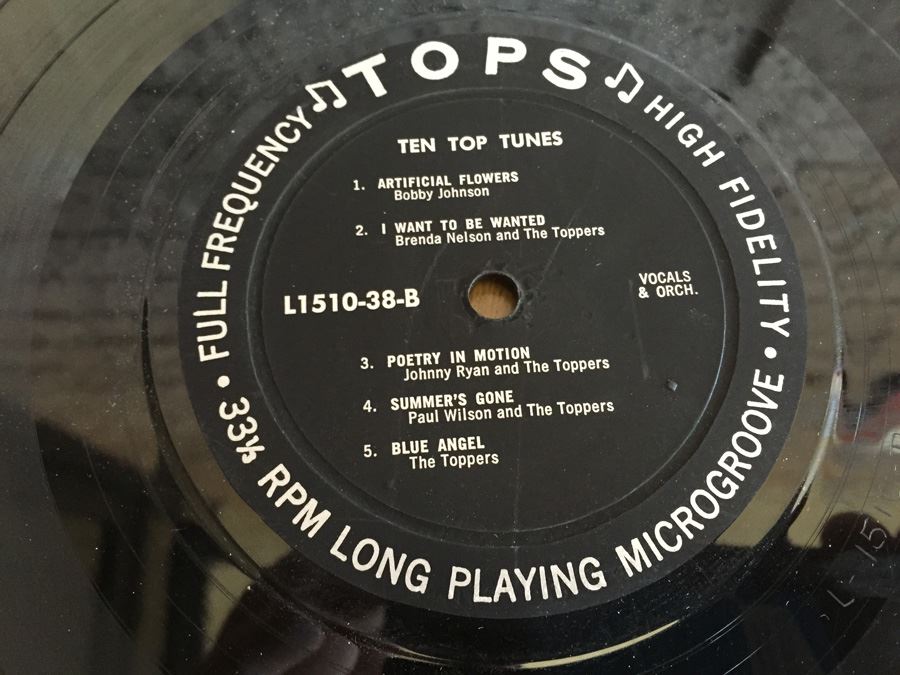 TOPS
FULL FREQUENCY
HIGH FIDELITY
TEN TOP TUNES
1. ARTIFICIAL FLOWERS
Bobby Johnson
2. I WANT TO BE WANTED
Brenda Nelson and The Toppers
L1510-38-B
VOCALS
& ORCH.
3. POETRY IN MOTION
Johnny Ryan and The Toppers
4. SUMMER'S GONE
Paul Wilson and The Toppers
5. BLUE ANGEL
The Toppers
• 33⅓ RPM LONG PLAYING MICROGROOVE •